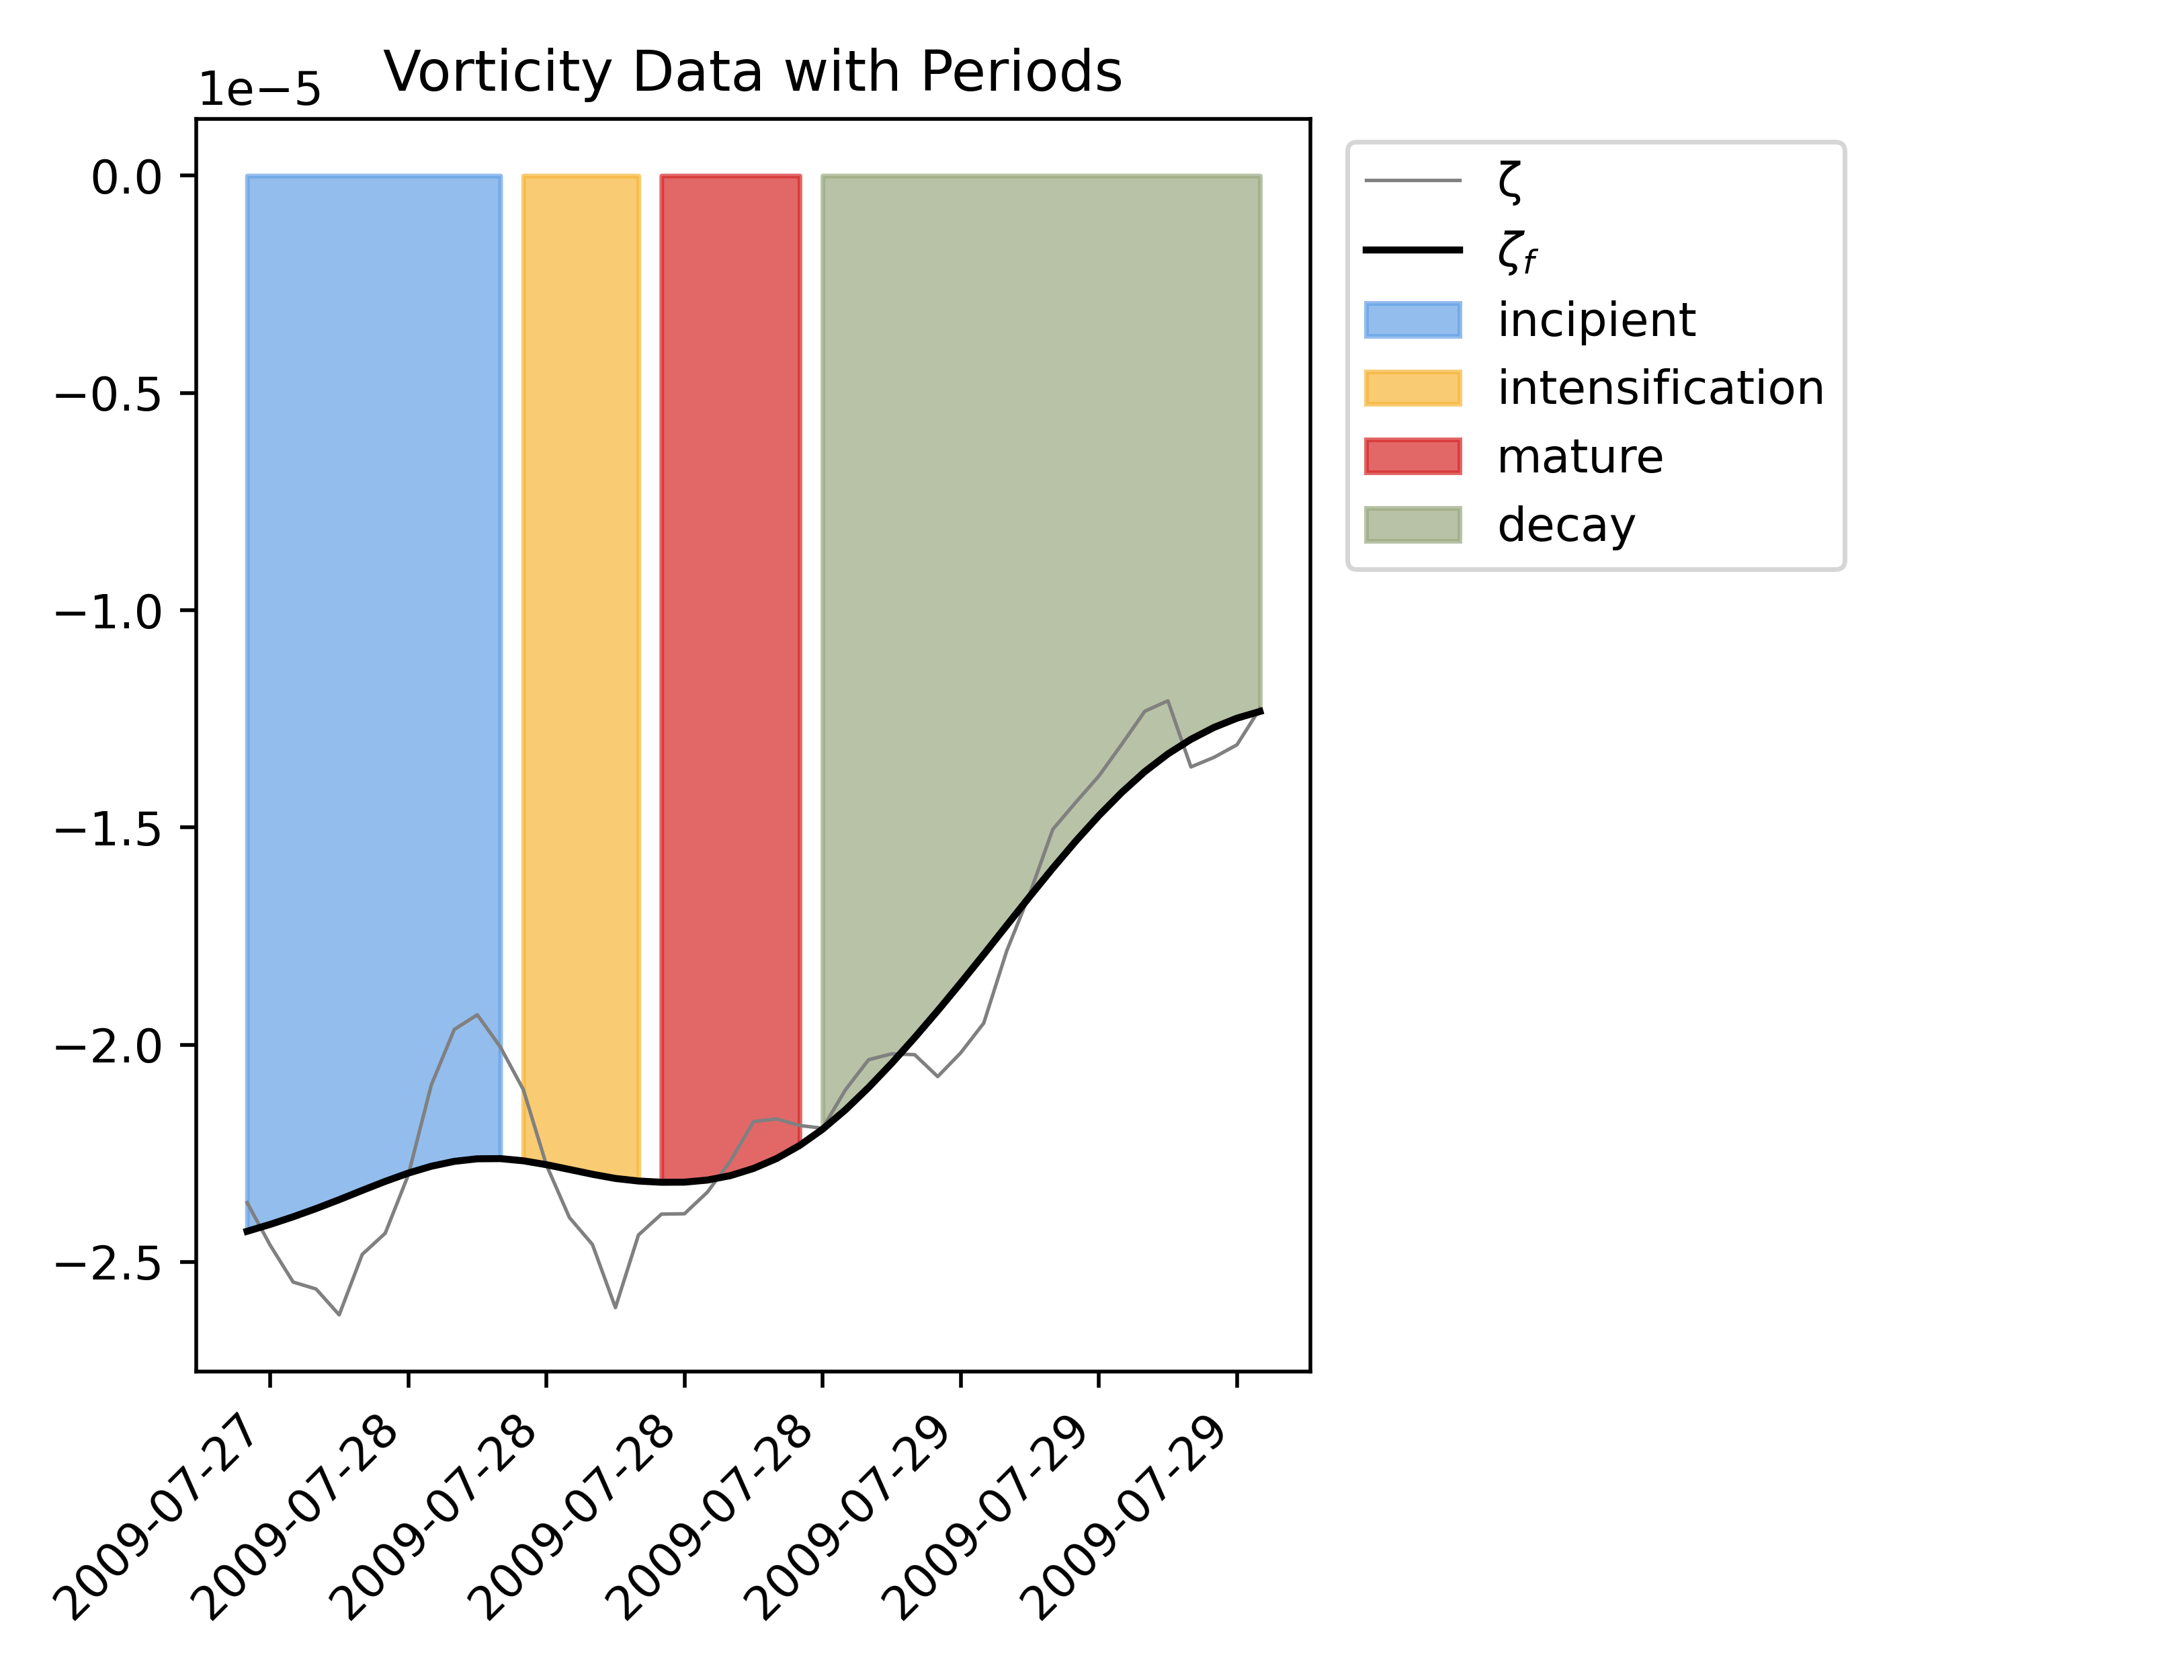 Vorticity Data with Periods
1e−5
0.0
−0.5
−1.0
−1.5
−2.0
−2.5
2009-07-27
2009-07-28
2009-07-28
2009-07-28
2009-07-28
2009-07-29
2009-07-29
2009-07-29
ζ
ζf
incipient
intensification
mature
decay